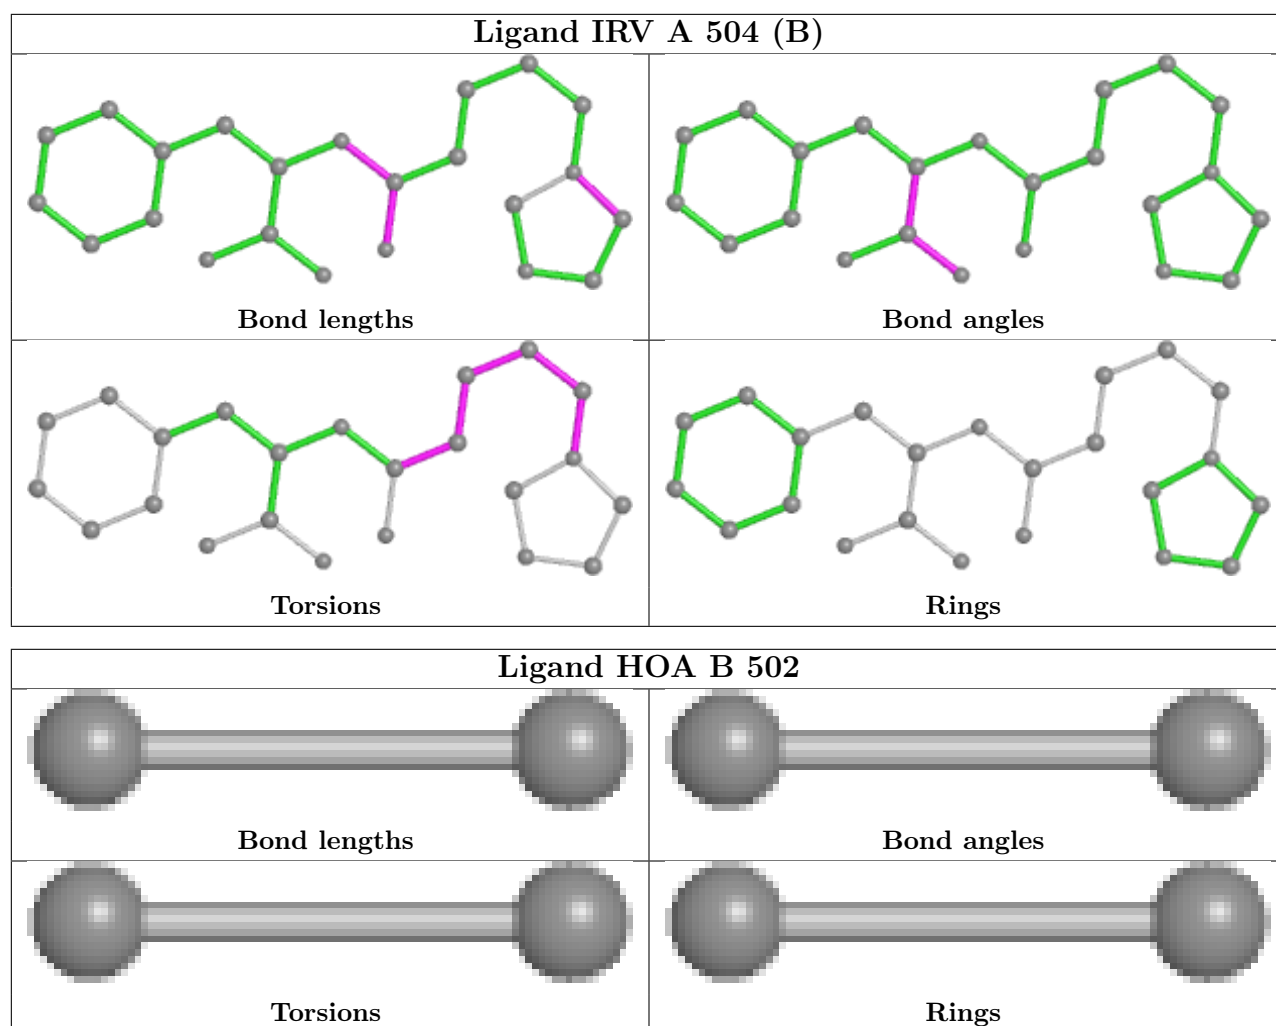 Ligand IRV A 504 (B)
Bond lengths
Bond angles
Torsions
Rings
Ligand HOA B 502
Bond lengths
Bond angles
Torsions
Rings